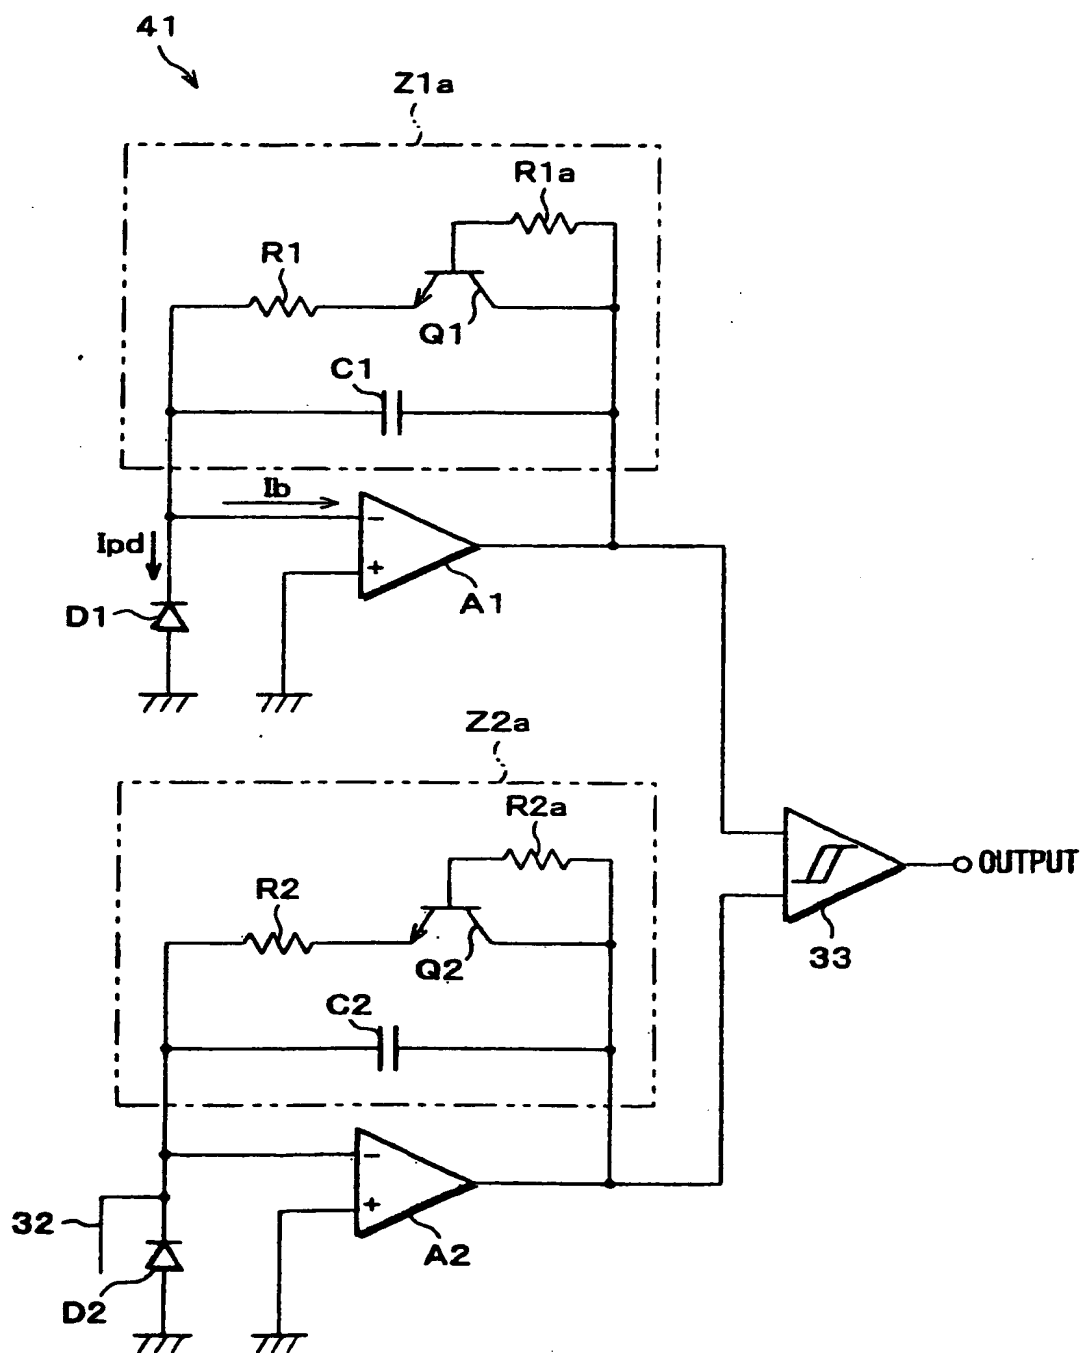 41
Z1a
R1a
R1
Q1
C1
Ib
Ipd
−
+
A1
D1
Z2a
R2a
R2
Q2
C2
OUTPUT
33
−
+
32
A2
D2